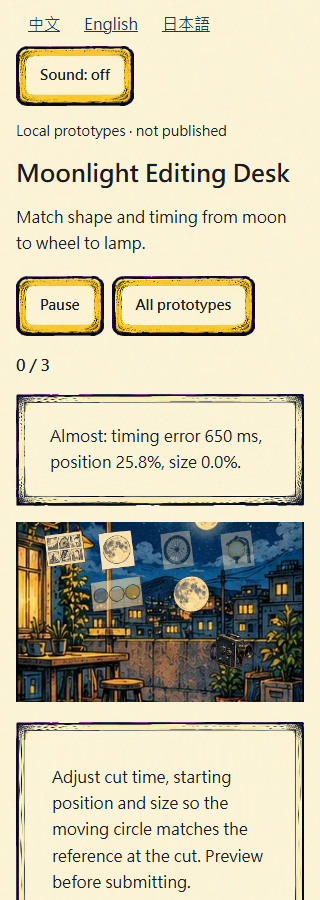 中文 English 日本語
Sound: off
Local prototypes · not published
Moonlight Editing Desk
Match shape and timing from moon
to wheel to lamp.
Pause All prototypes
0 / 3
Almost: timing error 650 ms,
position 25.8%, size 0.0%.
Adjust cut time, starting
position and size so the
moving circle matches the
reference at the cut. Preview
before submitting.